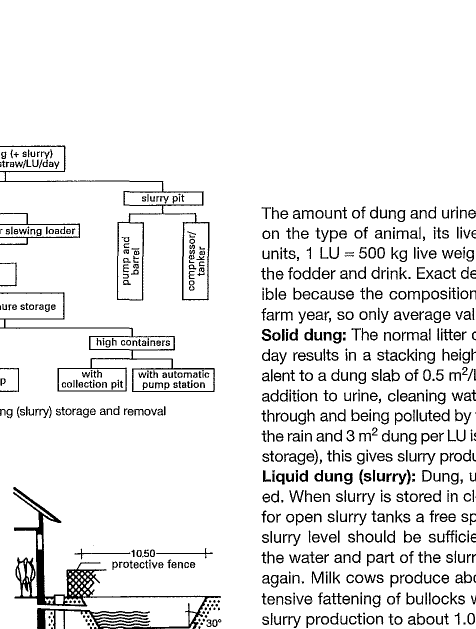 g (+ slurry)
straw/LU/day
slurry pit
slewing loader
pump and
barrel
compressor/
tanker
ure storage
high containers
with
collection pit
with automatic
pump station
p
ng (slurry) storage and removal
10.50
protective fence
30°
The amount of dung and urine
on the type of animal, its live
units, 1 LU = 500 kg live weig
the fodder and drink. Exact de
ible because the composition
farm year, so only average val
Solid dung: The normal litter
day results in a stacking heigh
alent to a dung slab of 0.5 m²/
addition to urine, cleaning wat
through and being polluted by
the rain and 3 m² dung per LU is
storage), this gives slurry produ
Liquid dung (slurry): Dung, u
ed. When slurry is stored in cl
for open slurry tanks a free sp
slurry level should be sufficie
the water and part of the slurr
again. Milk cows produce abo
tensive fattening of bullocks w
slurry production to about 1.0